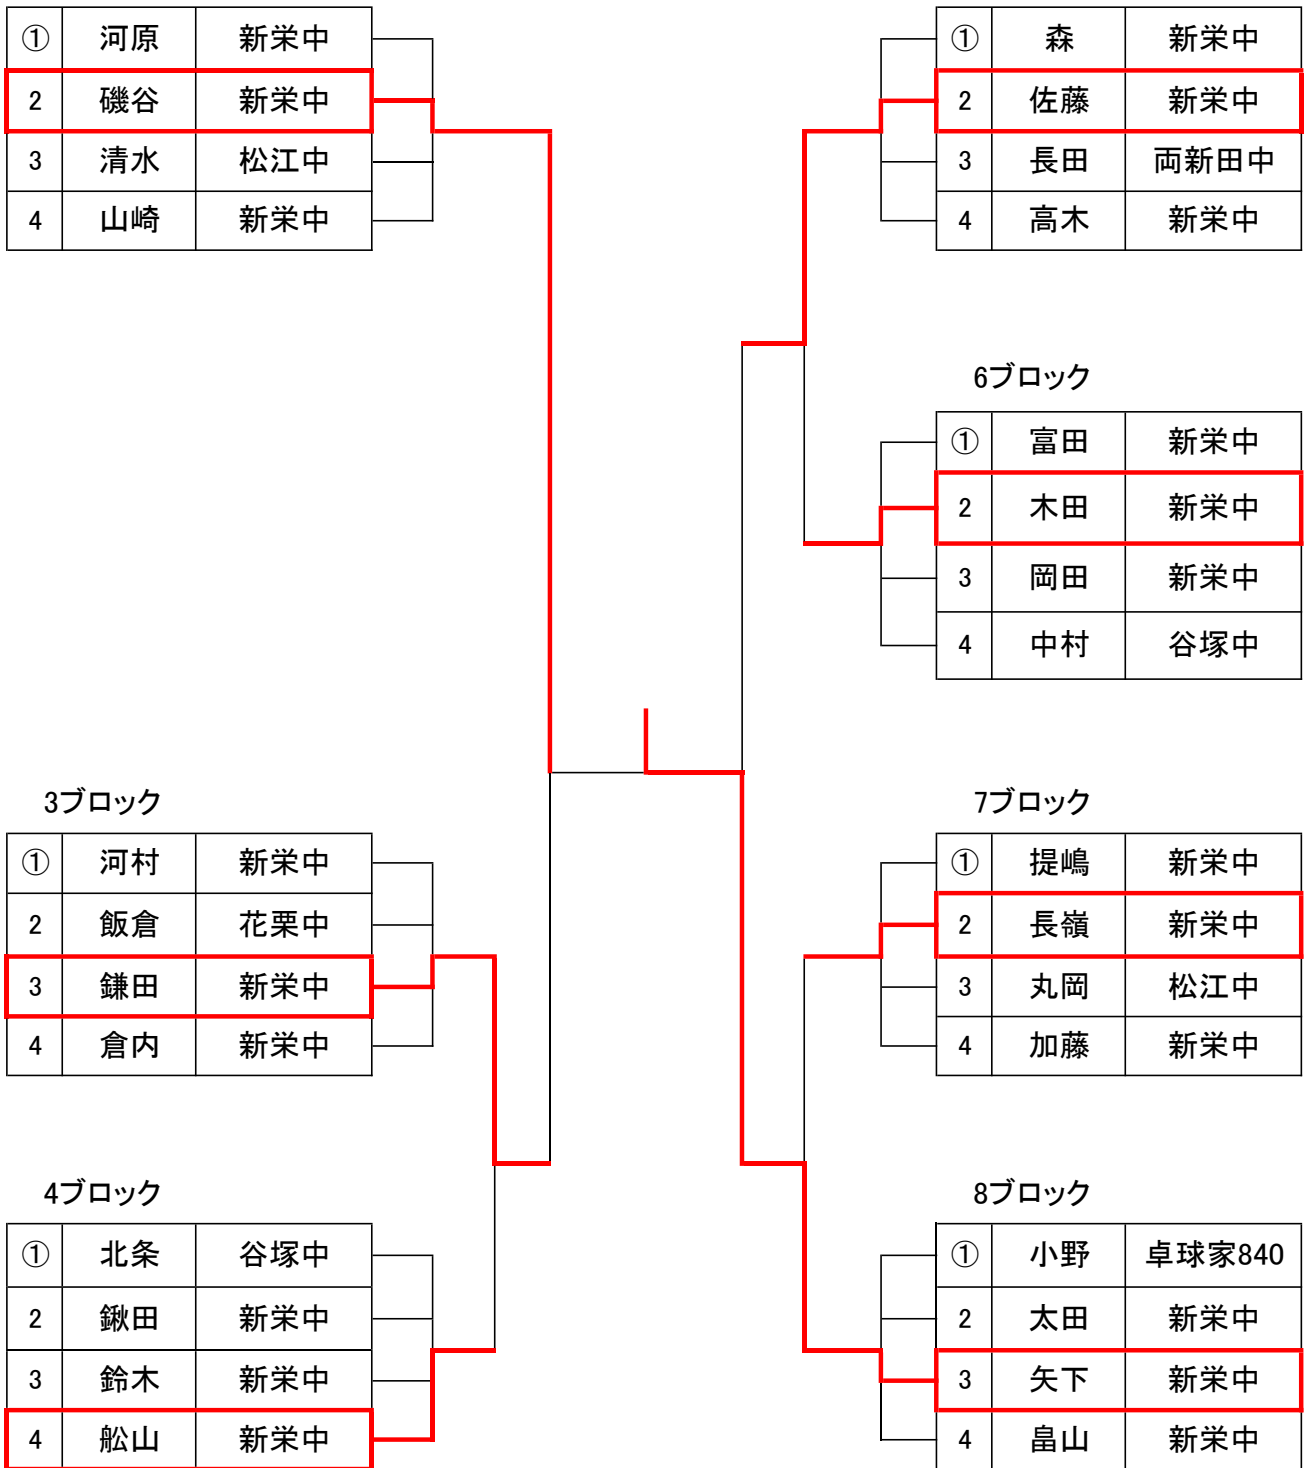 ① 河原 新栄中
2 磯谷 新栄中
3 清水 松江中
4 山崎 新栄中
① 森 新栄中
2 佐藤 新栄中
3 長田 両新田中
4 高木 新栄中
6ブロック
① 富田 新栄中
2 木田 新栄中
3 岡田 新栄中
4 中村 谷塚中
3ブロック
① 河村 新栄中
2 飯倉 花栗中
3 鎌田 新栄中
4 倉内 新栄中
7ブロック
① 提嶋 新栄中
2 長嶺 新栄中
3 丸岡 松江中
4 加藤 新栄中
4ブロック
① 北条 谷塚中
2 鍬田 新栄中
3 鈴木 新栄中
4 舩山 新栄中
8ブロック
① 小野 卓球家840
2 太田 新栄中
3 矢下 新栄中
4 畠山 新栄中